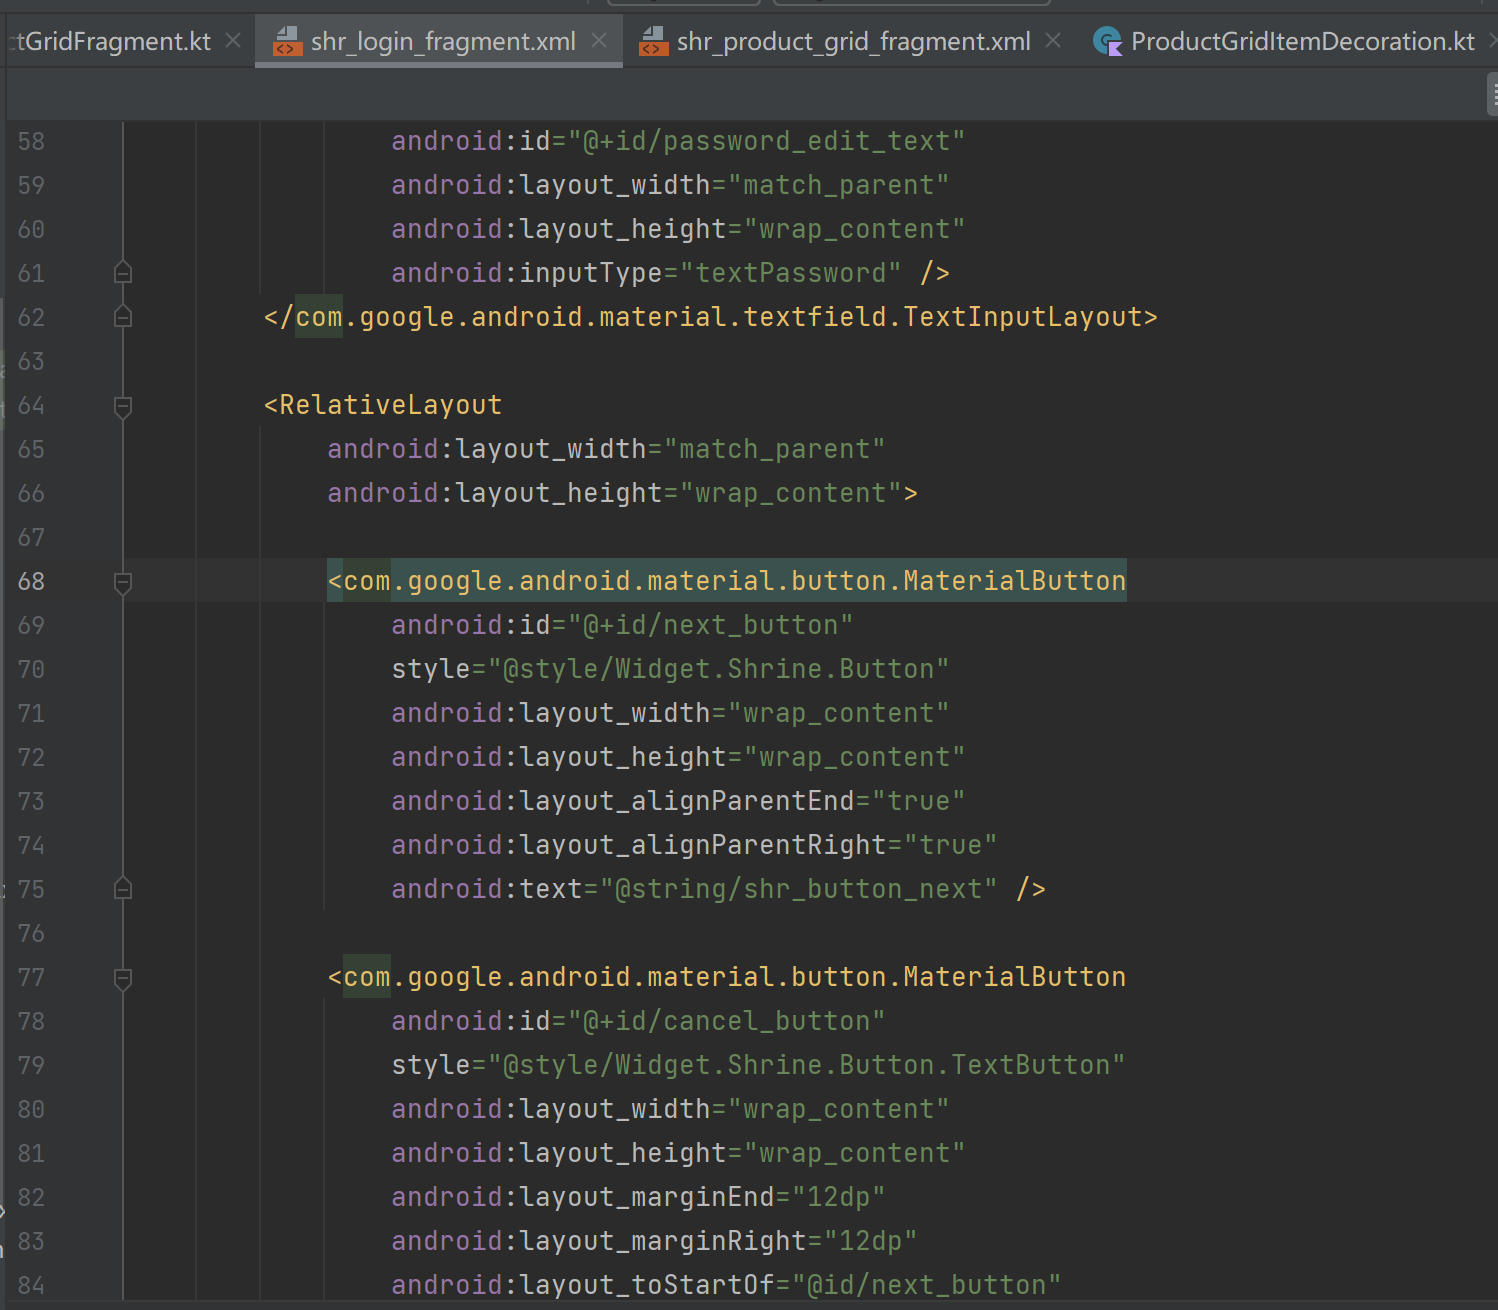 ctGridFragment.kt shr_login_fragment.xml shr_product_grid_fragment.xml ProductGridItemDecoration.kt
58 android:id="@+id/password_edit_text"
59 android:layout_width="match_parent"
60 android:layout_height="wrap_content"
61 android:inputType="textPassword" />
62 </com.google.android.material.textfield.TextInputLayout>
63
64 <RelativeLayout
65 android:layout_width="match_parent"
66 android:layout_height="wrap_content">
67
68 <com.google.android.material.button.MaterialButton
69 android:id="@+id/next_button"
70 style="@style/Widget.Shrine.Button"
71 android:layout_width="wrap_content"
72 android:layout_height="wrap_content"
73 android:layout_alignParentEnd="true"
74 android:layout_alignParentRight="true"
75 android:text="@string/shr_button_next" />
76
77 <com.google.android.material.button.MaterialButton
78 android:id="@+id/cancel_button"
79 style="@style/Widget.Shrine.Button.TextButton"
80 android:layout_width="wrap_content"
81 android:layout_height="wrap_content"
82 android:layout_marginEnd="12dp"
83 android:layout_marginRight="12dp"
84 android:layout_toStartOf="@id/next_button"